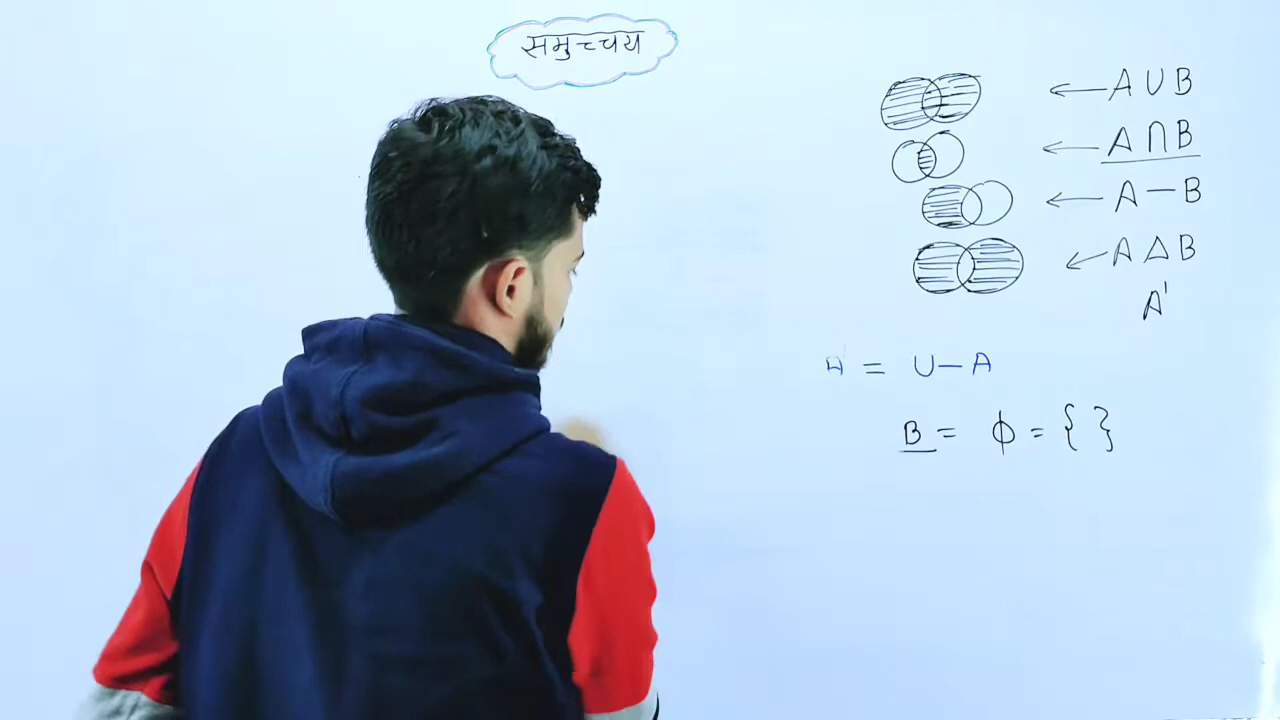 समुच्चय
← A ∪ B
← A ∩ B
← A — B
← A Δ B
A'
A' = U — A
B = ϕ = { }